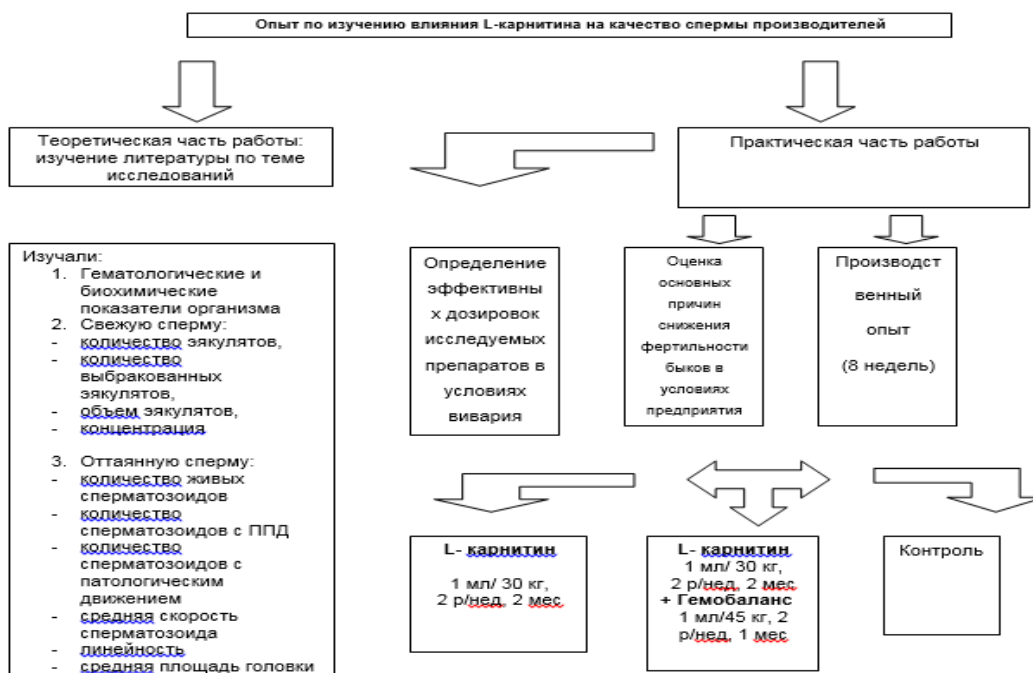 Опыт по изучению влияния L-карнитина на качество спермы производителей
Теоретическая часть работы:
изучение литературы по теме
исследований
Практическая часть работы
Изучали:
1. Гематологические и
биохимические
показатели организма
2. Свежую сперму:
- количество эякулятов,
- количество
выбракованных
эякулятов,
- объем эякулятов,
- концентрация
3. Оттаянную сперму:
- количество живых
сперматозоидов
- количество
сперматозоидов с ППД
- количество
сперматозоидов с
патологическим
движением
- средняя скорость
сперматозоида
- линейность
- средняя площадь головки
Определение
эффективны
х дозировок
исследуемых
препаратов в
условиях
вивария
Оценка
основных
причин
снижения
фертильности
быков в
условиях
предприятия
Производст
венный
опыт
(8 недель)
L- карнитин
1 мл/ 30 кг,
2 р/нед, 2 мес
L- карнитин
1 мл/ 30 кг,
2 р/нед, 2 мес
+ Гемобаланс
1 мл/45 кг, 2
р/нед, 1 мес
Контроль